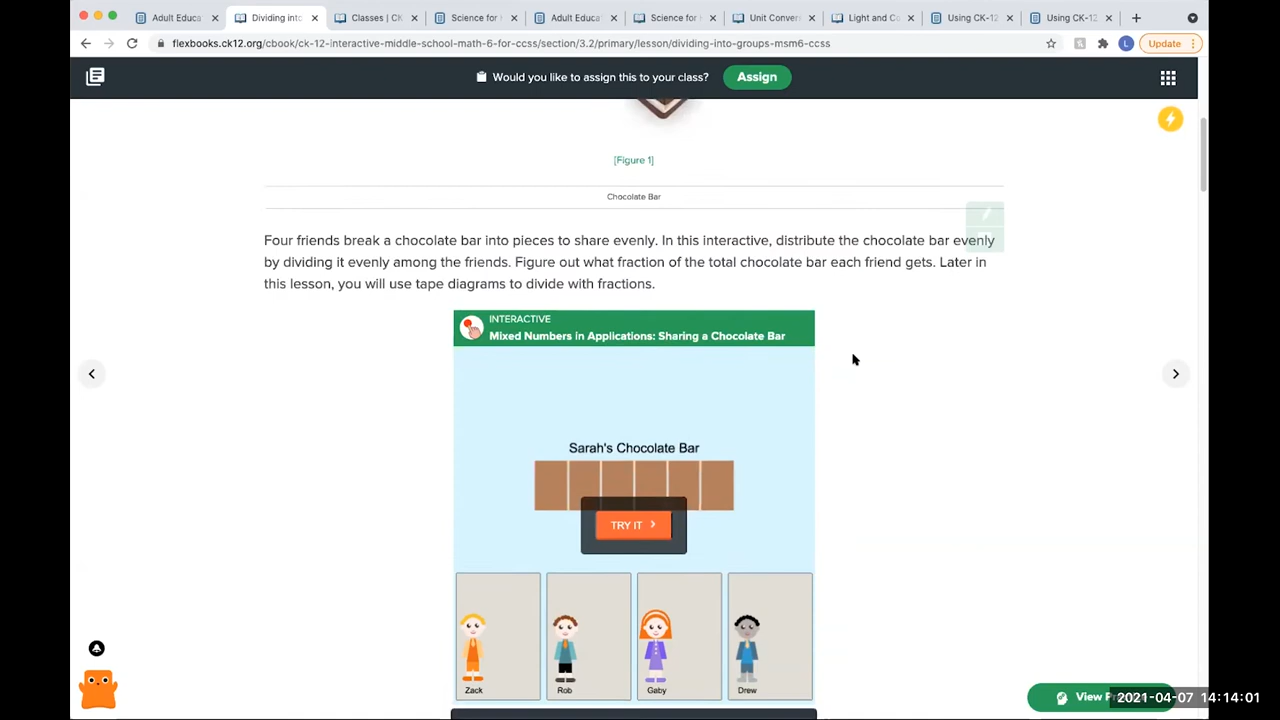 Adult Educa
Dividing into
Classes | CK
Science for
Adult Educa
Science for
Unit Conver
Light and Co
Using CK-12
Using CK-12
flexbooks.ck12.org/cbook/ck-12-interactive-middle-school-math-6-for-ccss/section/3.2/primary/lesson/dividing-into-groups-msm6-ccss
L
Update
Would you like to assign this to your class?
Assign
[Figure 1]
Chocolate Bar
Four friends break a chocolate bar into pieces to share evenly. In this interactive, distribute the chocolate bar evenly
by dividing it evenly among the friends. Figure out what fraction of the total chocolate bar each friend gets. Later in
this lesson, you will use tape diagrams to divide with fractions.
INTERACTIVE
Mixed Numbers in Applications: Sharing a Chocolate Bar
Sarah's Chocolate Bar
TRY IT
Zack
Rob
Gaby
Drew
View
2021-04-07 14:14:01